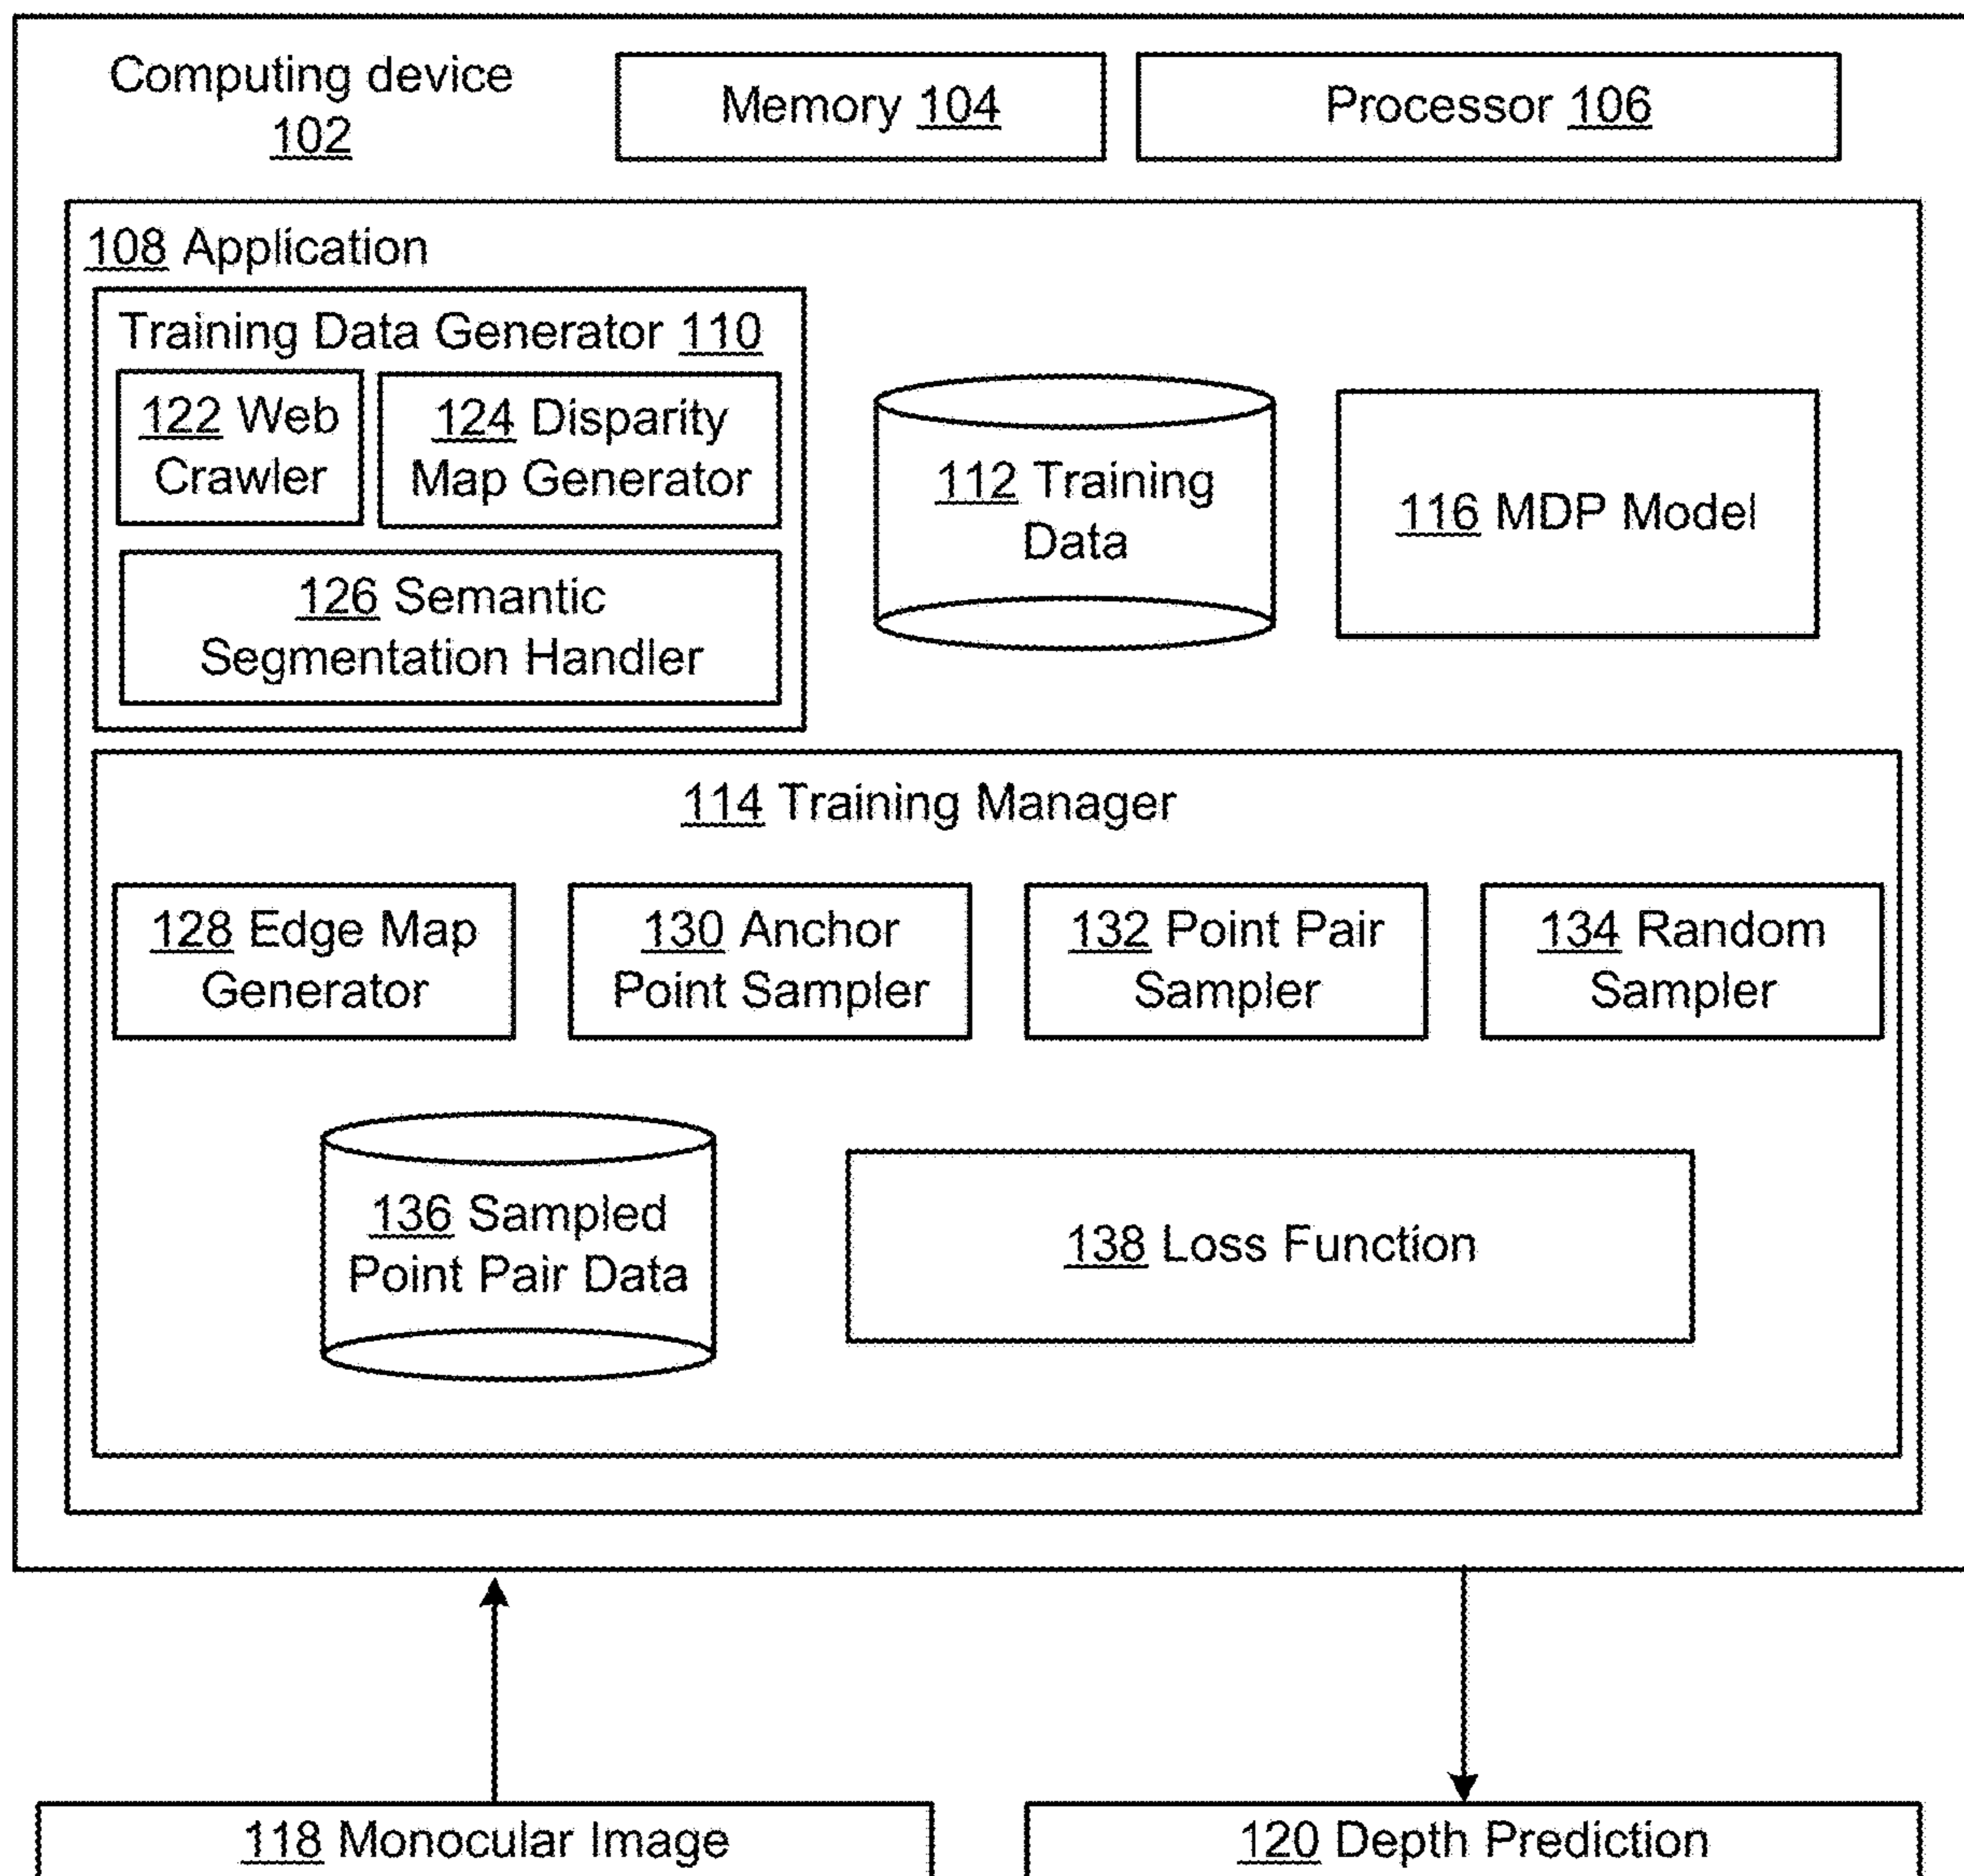 Computing device
102
Memory 104
Processor 106
108 Application
Training Data Generator 110
122 Web
Crawler
124 Disparity
Map Generator
126 Semantic
Segmentation Handler
112 Training
Data
116 MDP Model
114 Training Manager
128 Edge Map
Generator
130 Anchor
Point Sampler
132 Point Pair
Sampler
134 Random
Sampler
136 Sampled
Point Pair Data
138 Loss Function
118 Monocular Image
120 Depth Prediction